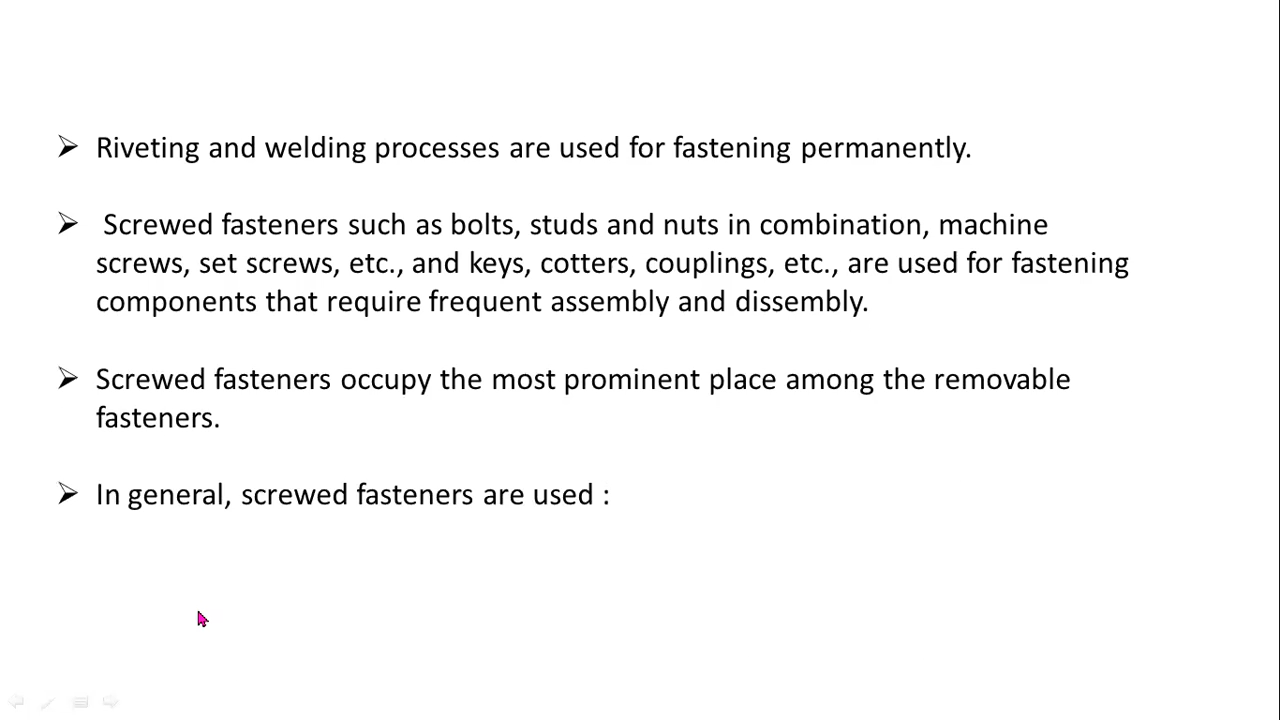 ➢ Riveting and welding processes are used for fastening permanently.
➢ Screwed fasteners such as bolts, studs and nuts in combination, machine
screws, set screws, etc., and keys, cotters, couplings, etc., are used for fastening
components that require frequent assembly and dissembly.
➢ Screwed fasteners occupy the most prominent place among the removable
fasteners.
➢ In general, screwed fasteners are used :